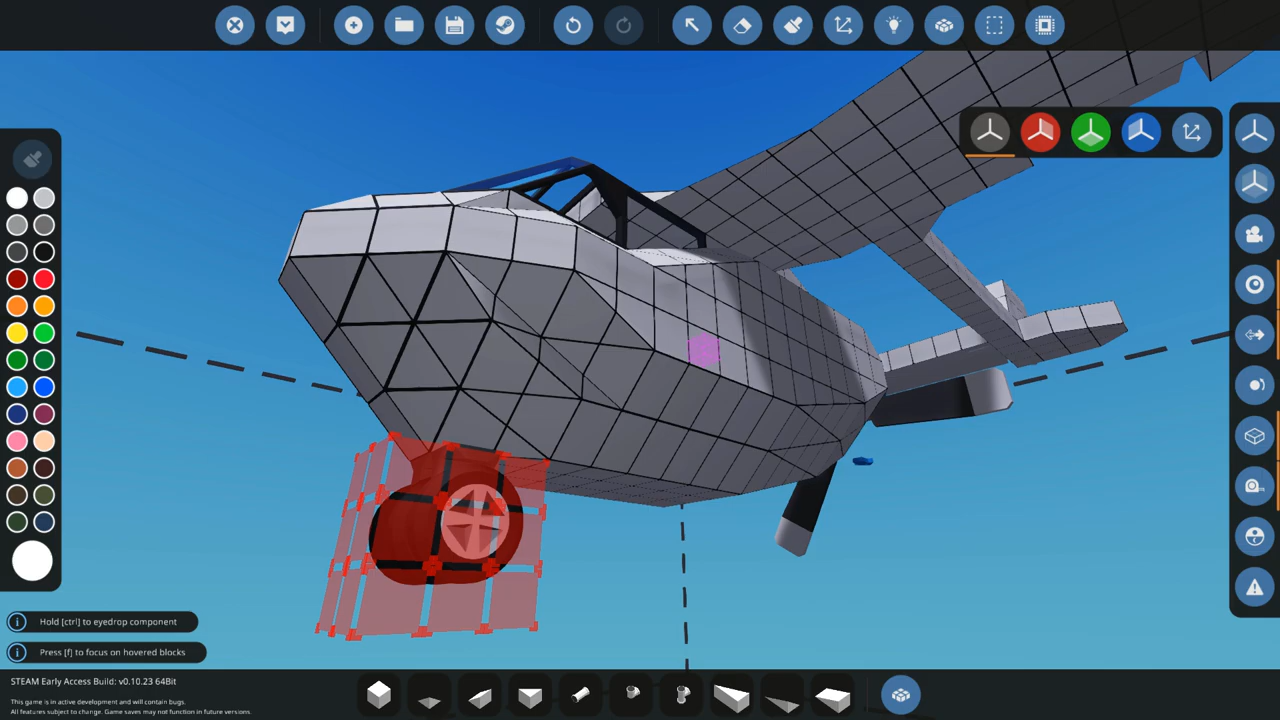 Hold [ctrl] to eyedrop component
Press [f] to focus on hovered blocks
STEAM Early Access Build: v0.10.23 64Bit
This game is in active development and will contain bugs.
All features subject to change. Game saves may not function in future versions.